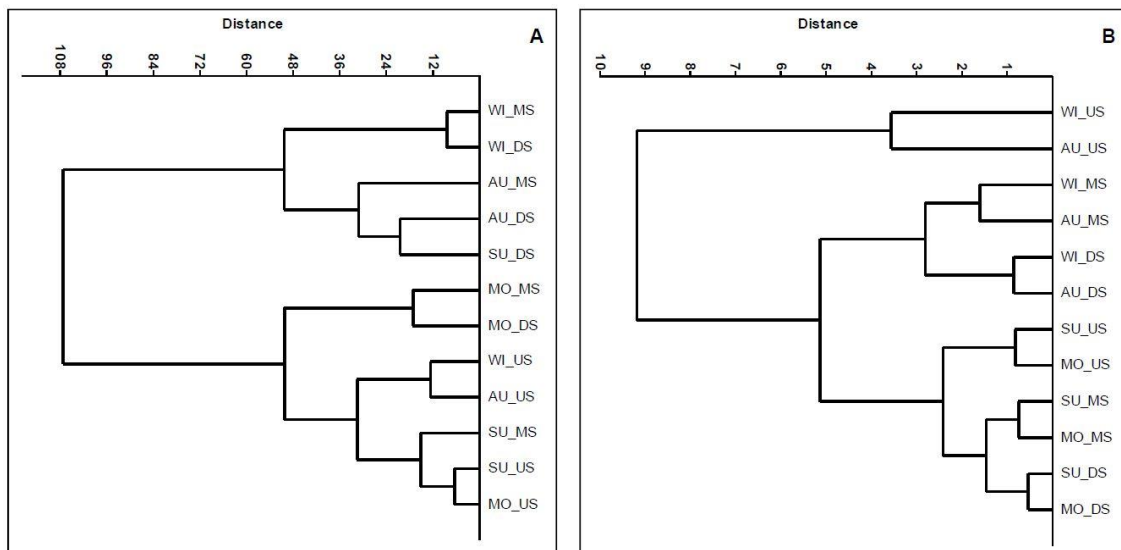 Distance
A
108 96 84 72 60 48 36 24 12
WI_MS
WI_DS
AU_MS
AU_DS
SU_DS
MO_MS
MO_DS
WI_US
AU_US
SU_MS
SU_US
MO_US
Distance
B
10 9 8 7 6 5 4 3 2 1
WI_US
AU_US
WI_MS
AU_MS
WI_DS
AU_DS
SU_US
MO_US
SU_MS
MO_MS
SU_DS
MO_DS